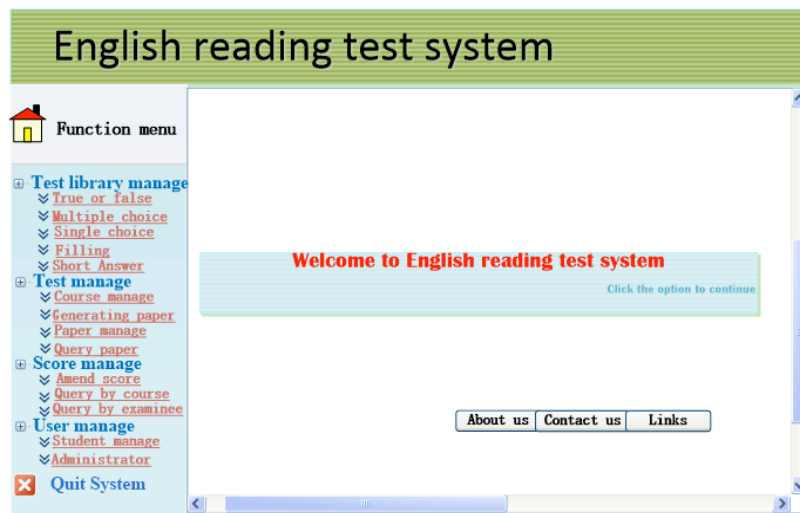 English reading test system
Function menu
Test library manage
True or false
Multiple choice
Single choice
Filling
Short Answer
Test manage
Course manage
Generating paper
Paper manage
Query paper
Score manage
Amend score
Query by course
Query by examinee
User manage
Student manage
Administrator
Quit System
Welcome to English reading test system
Click the option to continue
About us
Contact us
Links